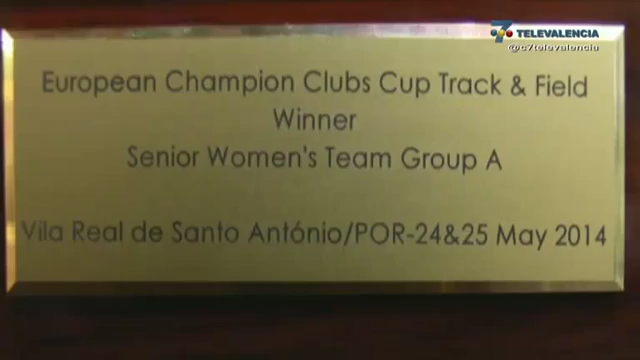 7 TELEVALENCIA
@c7televalencia
European Champion Clubs Cup Track & Field
Winner
Senior Women's Team Group A
Vila Real de Santo António/POR-24&25 May 2014